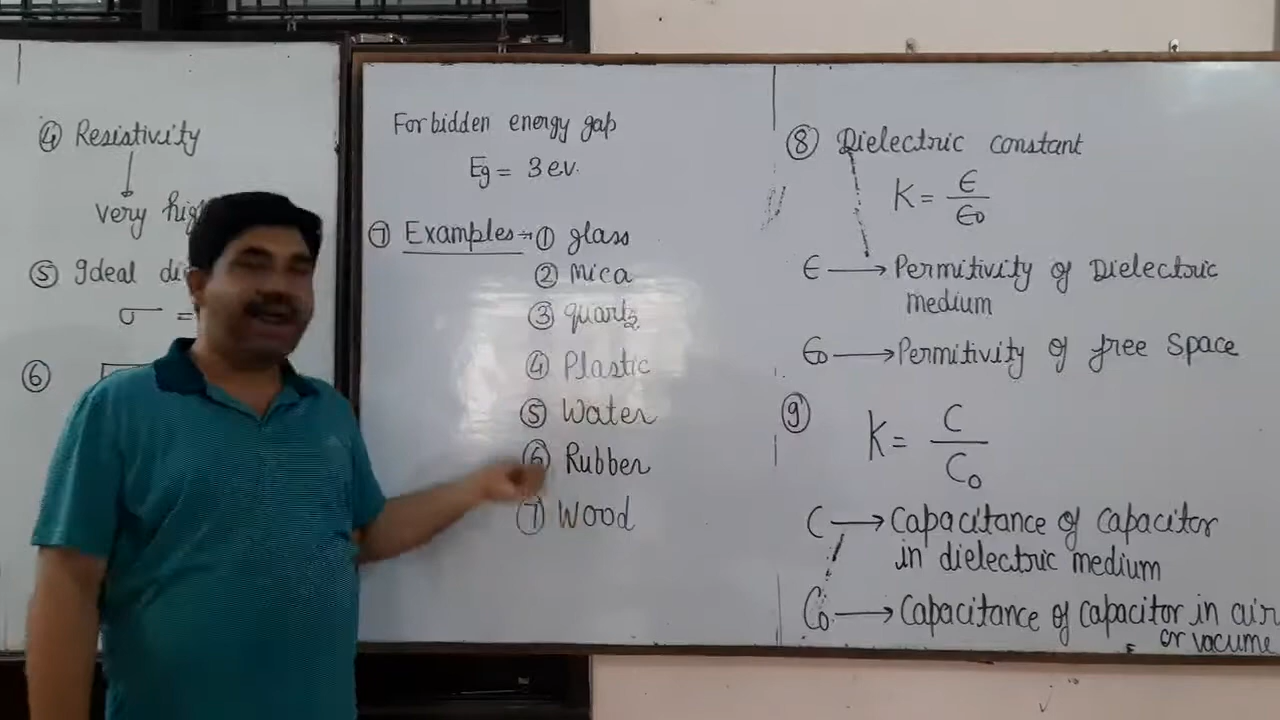 ④ Resistivity
very hig
⑤ Ideal di
σ =
⑥
Forbidden energy gap
Eg = 3 ev.
⑦ Examples → ① glass
② Mica
③ quartz
④ Plastic
⑤ Water
⑥ Rubber
⑦ Wood
⑧ Dielectric constant
K = ϵ / ϵ0
ϵ → Permitivity of Dielectric
medium
ϵ0 → Permitivity of free Space
⑨ K = C / C0
C → Capacitance of Capacitor
in dielectric medium
C0 → Capacitance of Capacitor in air
or vacume